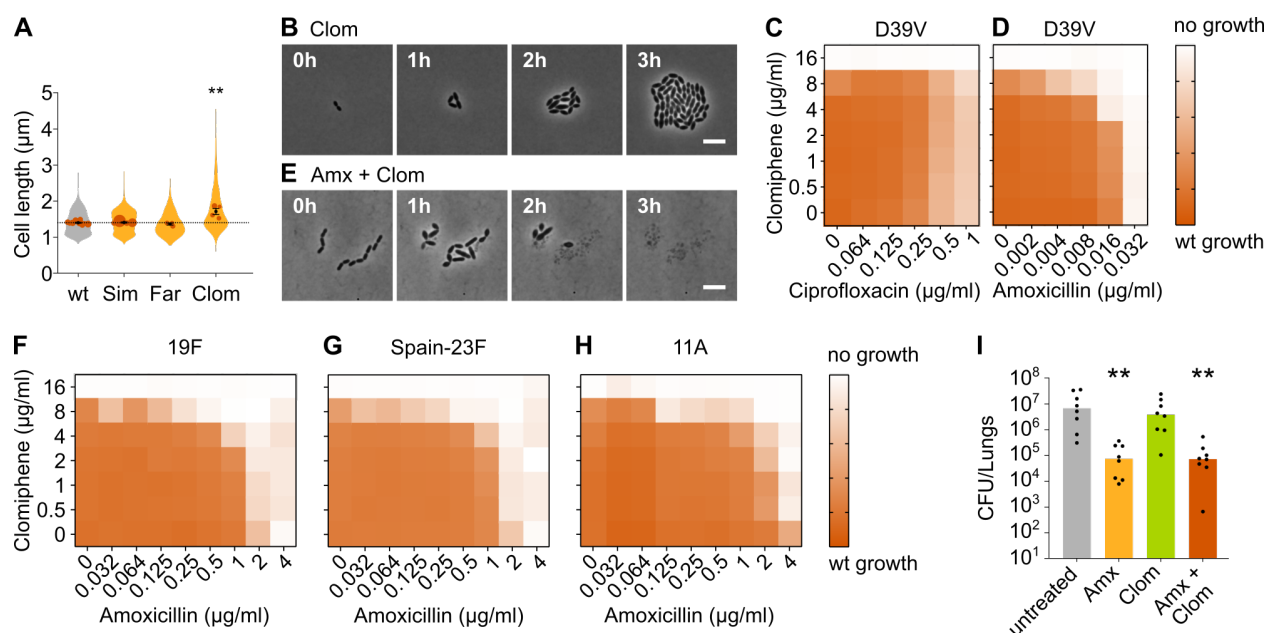 A
Cell length (µm)
5
4
3
2
1
0
**
wt Sim Far Clom
B Clom
0h 1h 2h 3h
E Amx + Clom
0h 1h 2h 3h
C D39V
Clomiphene (µg/ml)
16
8
4
2
1
0.5
0
0 0.064 0.125 0.25 0.5 1
Ciprofloxacin (µg/ml)
D D39V
0 0.002 0.004 0.008 0.016 0.032
Amoxicillin (µg/ml)
no growth
wt growth
F 19F
Clomiphene (µg/ml)
16
8
4
2
1
0.5
0
0 0.032 0.064 0.125 0.25 0.5 1 2 4
Amoxicillin (µg/ml)
G Spain-23F
0 0.032 0.064 0.125 0.25 0.5 1 2 4
Amoxicillin (µg/ml)
H 11A
0 0.032 0.064 0.125 0.25 0.5 1 2 4
Amoxicillin (µg/ml)
no growth
wt growth
I
CFU/Lungs
10⁸
10⁷
10⁶
10⁵
10⁴
10³
10²
10¹
** **
untreated
Amx
Clom
Amx +
Clom